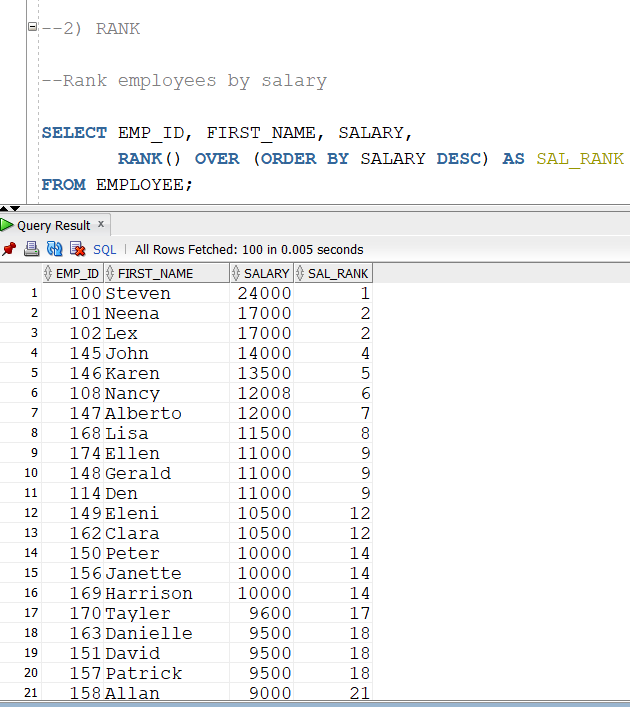 --2) RANK
--Rank employees by salary
SELECT EMP_ID, FIRST_NAME, SALARY,
RANK() OVER (ORDER BY SALARY DESC) AS SAL_RANK
FROM EMPLOYEE;
Query Result x
SQL | All Rows Fetched: 100 in 0.005 seconds
EMP_ID FIRST_NAME SALARY SAL_RANK
1 100 Steven 24000 1
2 101 Neena 17000 2
3 102 Lex 17000 2
4 145 John 14000 4
5 146 Karen 13500 5
6 108 Nancy 12008 6
7 147 Alberto 12000 7
8 168 Lisa 11500 8
9 174 Ellen 11000 9
10 148 Gerald 11000 9
11 114 Den 11000 9
12 149 Eleni 10500 12
13 162 Clara 10500 12
14 150 Peter 10000 14
15 156 Janette 10000 14
16 169 Harrison 10000 14
17 170 Tayler 9600 17
18 163 Danielle 9500 18
19 151 David 9500 18
20 157 Patrick 9500 18
21 158 Allan 9000 21